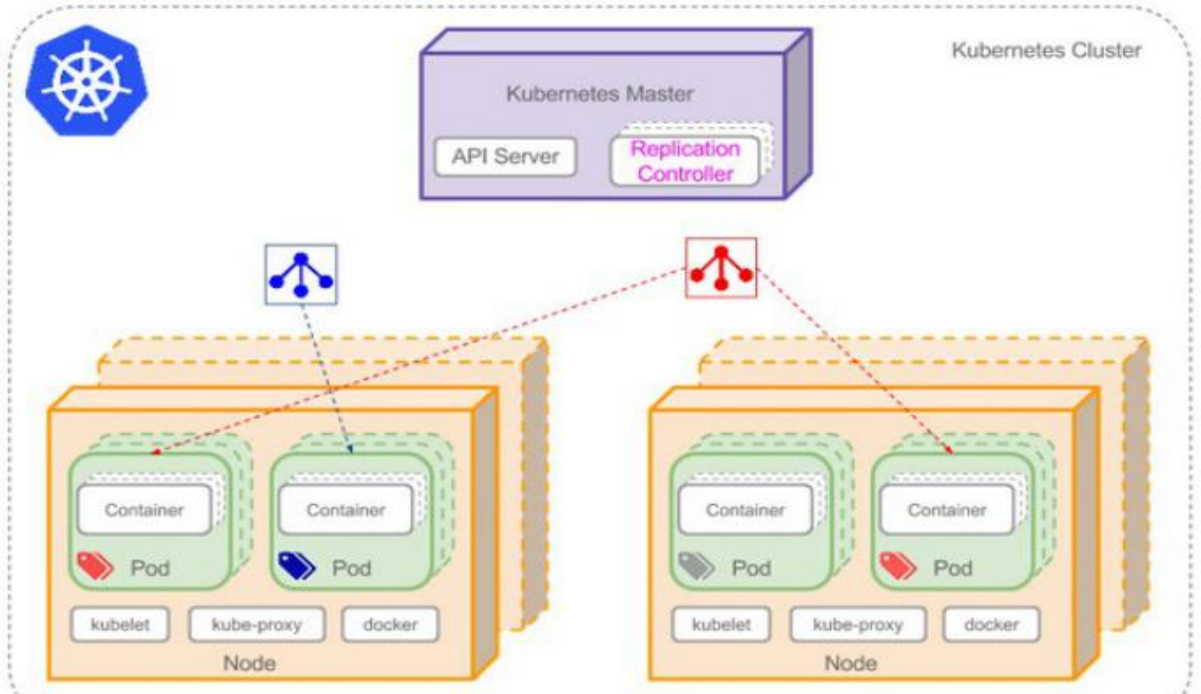 Kubernetes Cluster
Kubernetes Master
API Server
Replication
Controller
Container
Container
Container
Container
Pod
Pod
Pod
Pod
kubelet
kube-proxy
docker
kubelet
kube-proxy
docker
Node
Node